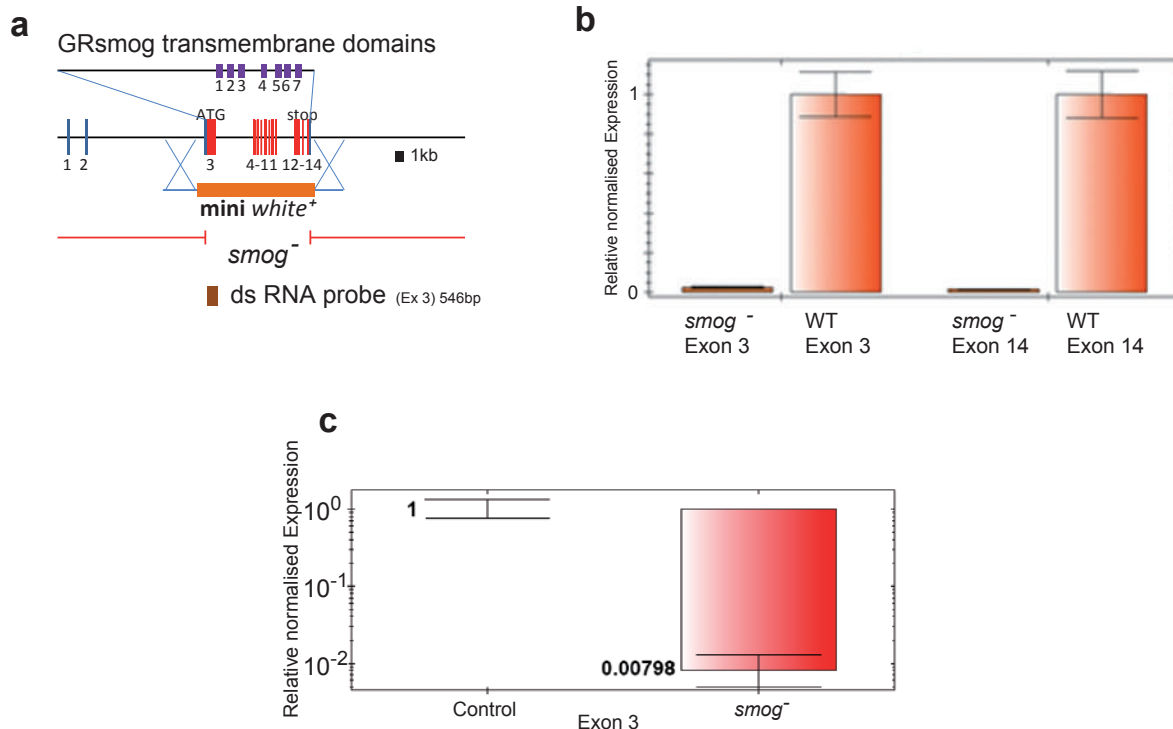 a
GRsmog transmembrane domains
1 2 3 4 5 6 7
ATG stop
1 2 3 4-11 12-14
1kb
mini white+
smog -
ds RNA probe (Ex 3) 546bp
b
Relative normalised Expression
1
0
smog - WT smog - WT
Exon 3 Exon 3 Exon 14 Exon 14
c
Relative normalised Expression
100
10-1
10-2
1
0.00798
Control smog-
Exon 3